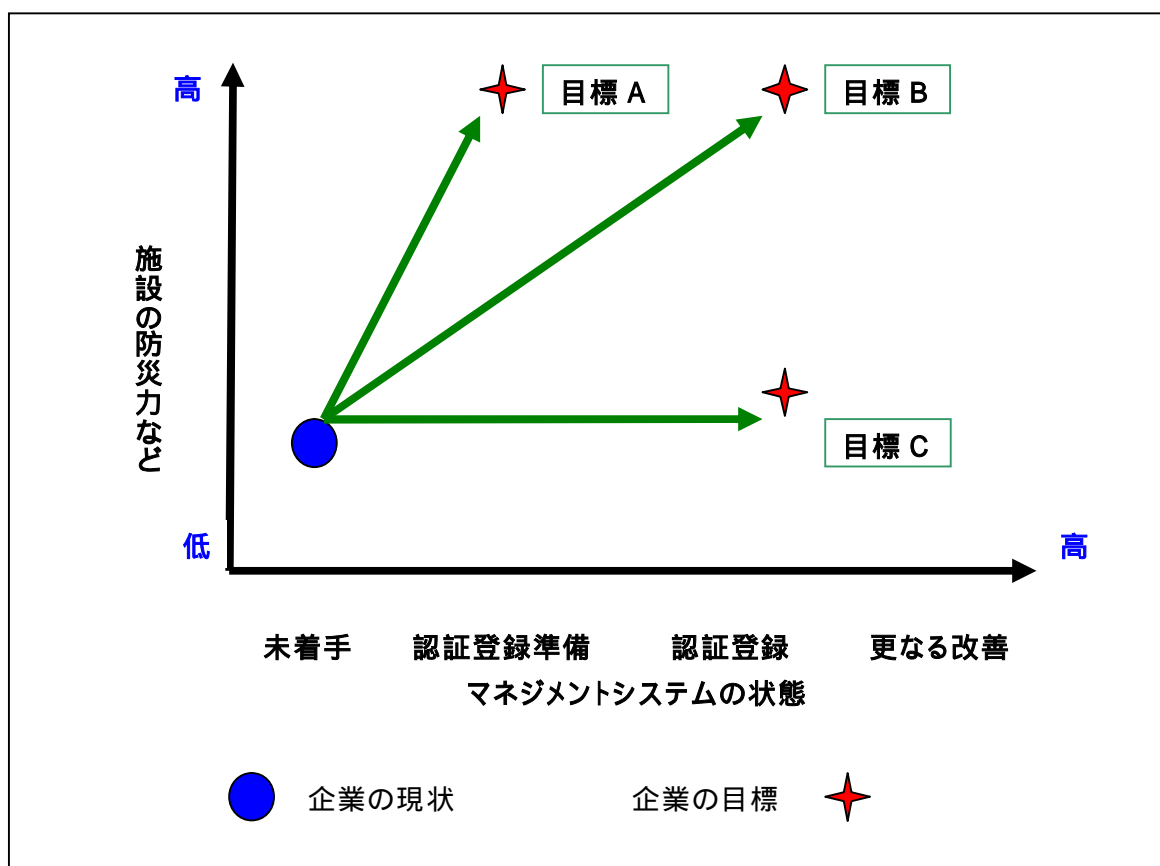 高
目標 A
目標 B
施設の防災力など
目標 C
低
高
未着手
認証登録準備
認証登録
更なる改善
マネジメントシステムの状態
企業の現状
企業の目標